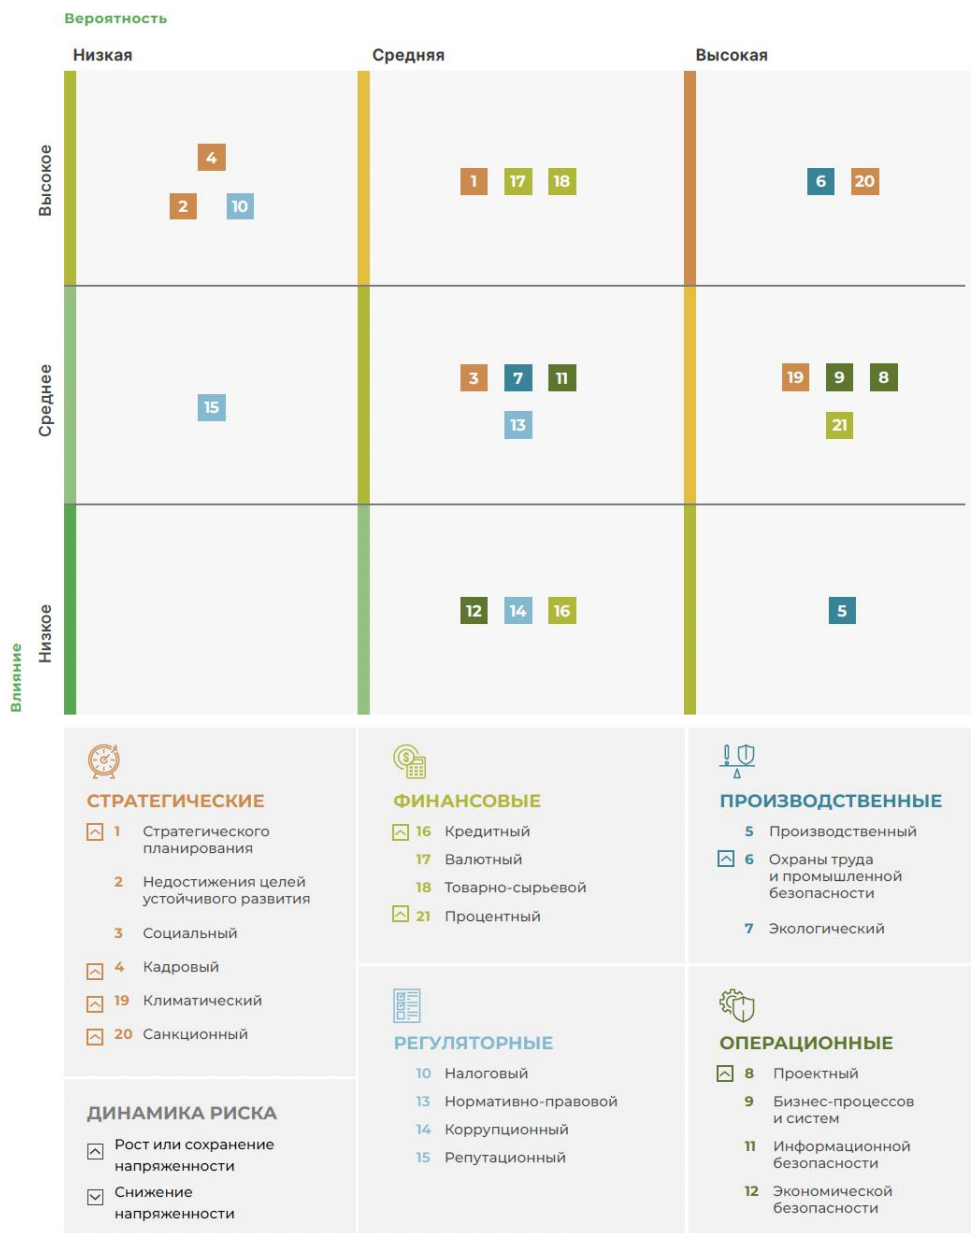 Вероятность
Низкая
Средняя
Высокая
Высокое
4
2 10
1 17 18
6 20
Среднее
15
3 7 11
13
19 9 8
21
Влияние
Низкое
12 14 16
5
СТРАТЕГИЧЕСКИЕ
1 Стратегического
планирования
2 Недостижения целей
устойчивого развития
3 Социальный
4 Кадровый
19 Климатический
20 Санкционный
ДИНАМИКА РИСКА
Рост или сохранение
напряженности
Снижение
напряженности
ФИНАНСОВЫЕ
16 Кредитный
17 Валютный
18 Товарно-сырьевой
21 Процентный
РЕГУЛЯТОРНЫЕ
10 Налоговый
13 Нормативно-правовой
14 Коррупционный
15 Репутационный
ПРОИЗВОДСТВЕННЫЕ
5 Производственный
6 Охраны труда
и промышленной
безопасности
7 Экологический
ОПЕРАЦИОННЫЕ
8 Проектный
9 Бизнес-процессов
и систем
11 Информационной
безопасности
12 Экономической
безопасности